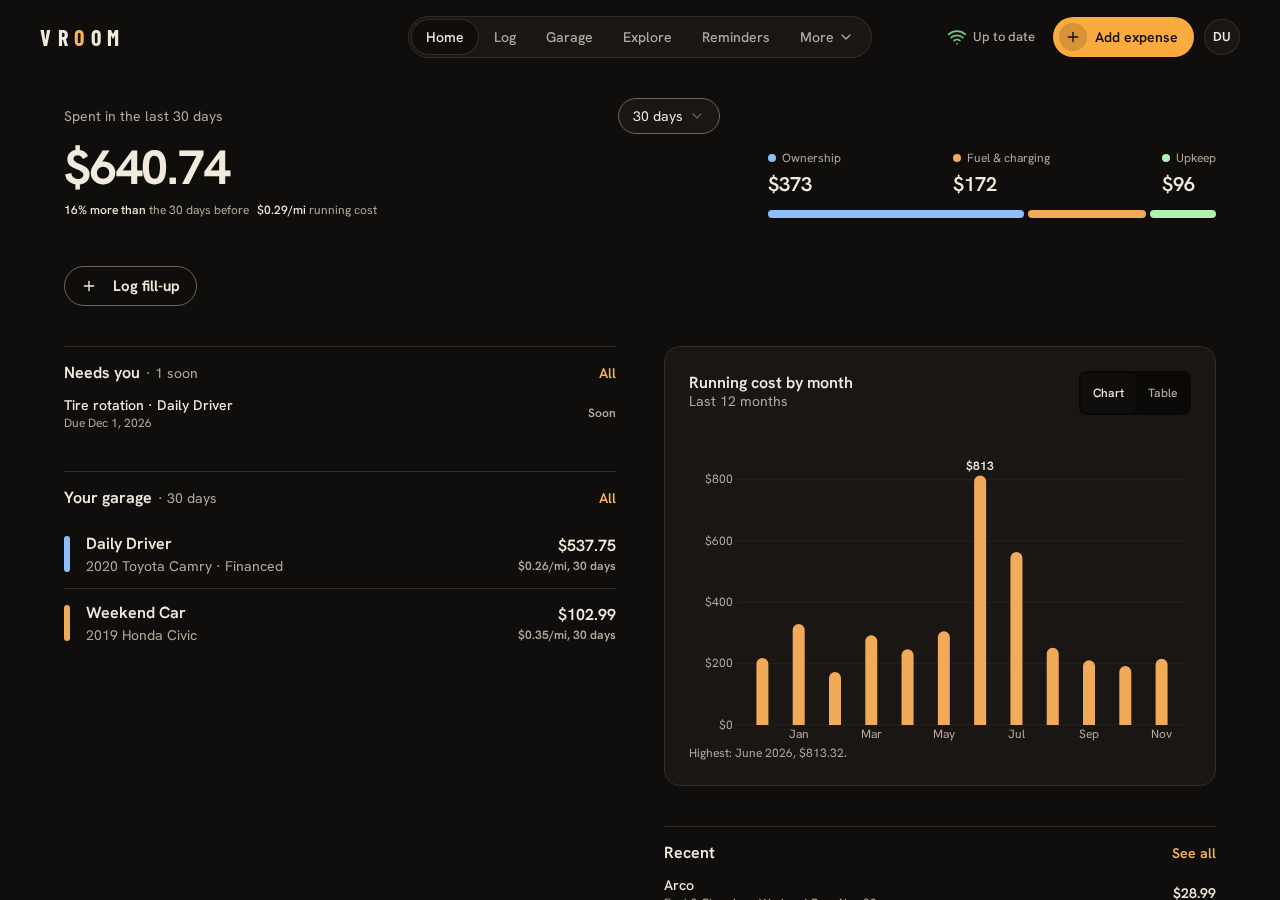 VROOM
Home
Log
Garage
Explore
Reminders
More
Up to date
Add expense
DU
Spent in the last 30 days
30 days
$640.74
16% more than the 30 days before $0.29/mi running cost
Ownership
$373
Fuel & charging
$172
Upkeep
$96
Log fill-up
Needs you · 1 soon
All
Tire rotation · Daily Driver
Due Dec 1, 2026
Soon
Your garage · 30 days
All
Daily Driver
2020 Toyota Camry · Financed
$537.75
$0.26/mi, 30 days
Weekend Car
2019 Honda Civic
$102.99
$0.35/mi, 30 days
Running cost by month
Last 12 months
Chart
Table
$813
$800
$600
$400
$200
$0
Jan
Mar
May
Jul
Sep
Nov
Highest: June 2026, $813.32.
Recent
See all
Arco
$28.99